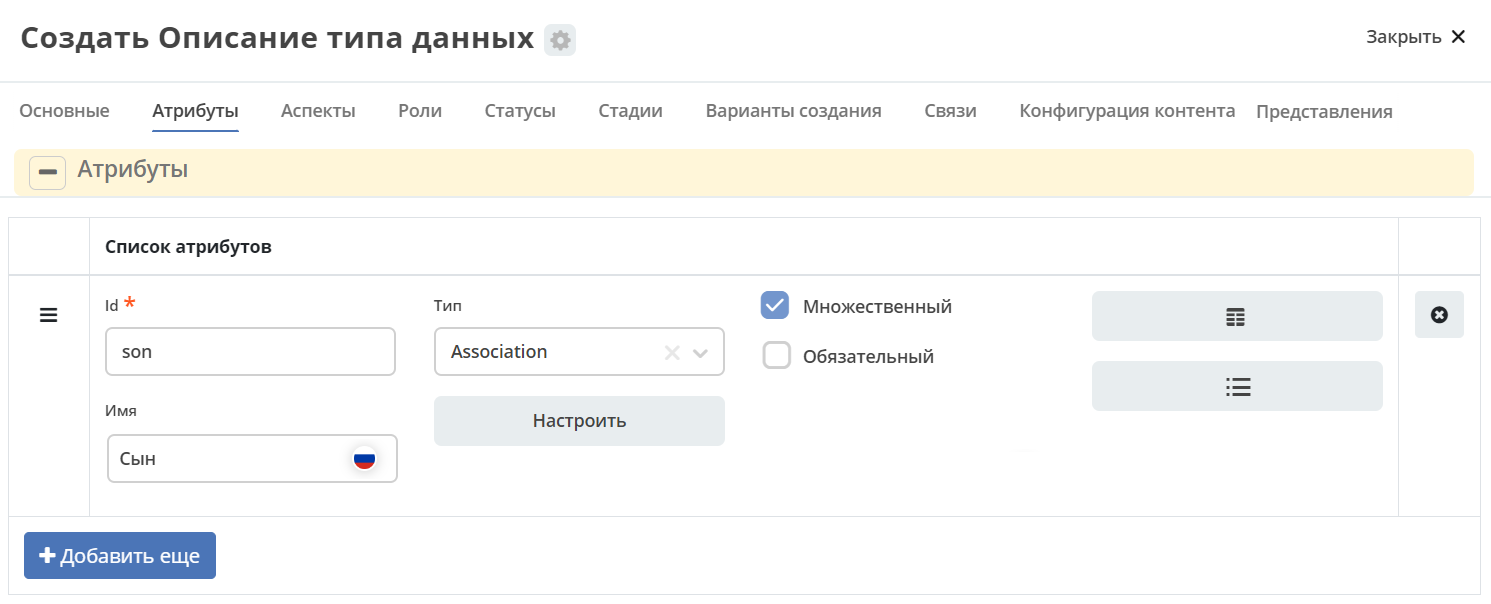 Создать Описание типа данных
Закрыть
Основные Атрибуты Аспекты Роли Статусы Стадии Варианты создания Связи Конфигурация контента Представления
Атрибуты
Список атрибутов
Id *
son
Имя
Сын
Тип
Association
Настроить
Множественный
Обязательный
Добавить еще